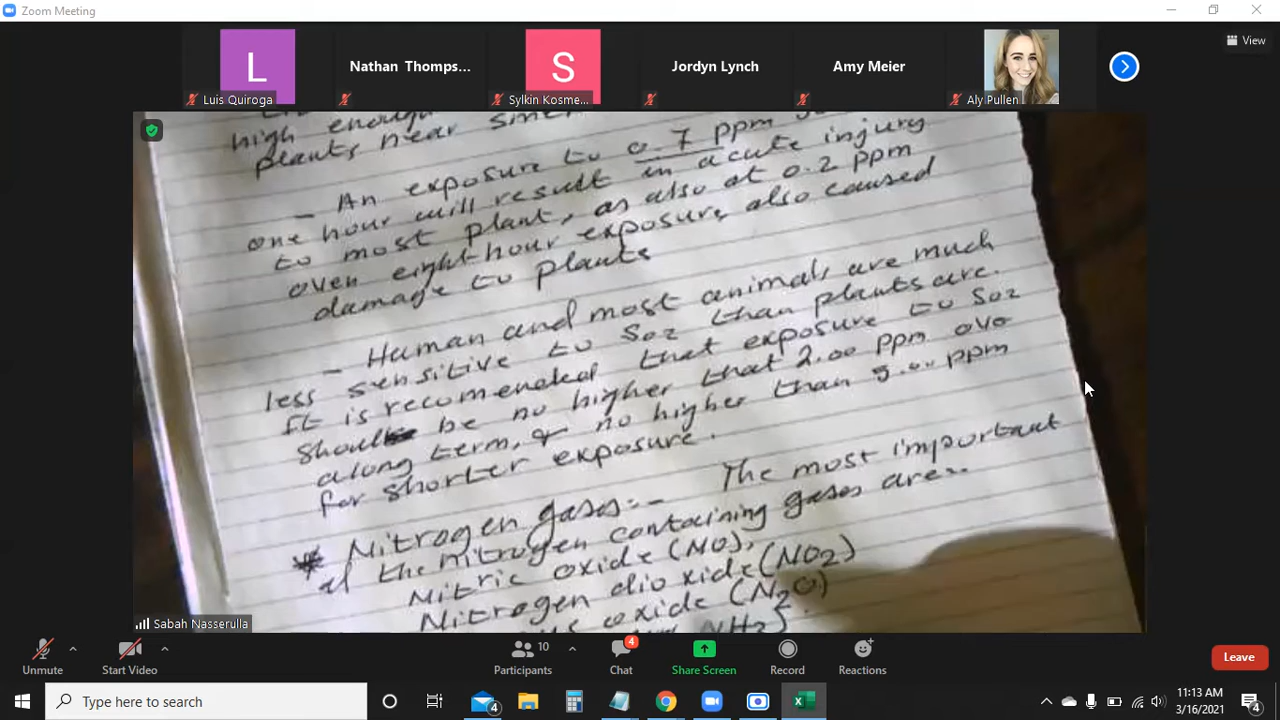 Zoom Meeting
View
L
Luis Quiroga
Nathan Thomps...
S
Sylkin Kosme...
Jordyn Lynch
Amy Meier
Aly Pullen
high enough
plants near
- An exposure to 0.7 ppm
one hour will result in acute injury
to most plant, as also at 0.2 ppm
oven eight-hour exposure, also caused
damage to plants
- Human and most animals are much
less sensitive to SO2 than plants are.
It is recomended that exposure to SO2
should be no higher that 2.00 ppm ove
along term, & no higher than 5.00 ppm
for shorter exposure.
* Nitrogen gases:- The most important
of the nitrogen containing gases are:-
Nitric oxide (NO),
Nitrogen dioxide (NO2)
oxide (N2O)
Sabah Nasserulla
Unmute
Start Video
10
Participants
4
Chat
Share Screen
Record
Reactions
Leave
Type here to search
4
11:13 AM
3/16/2021
4